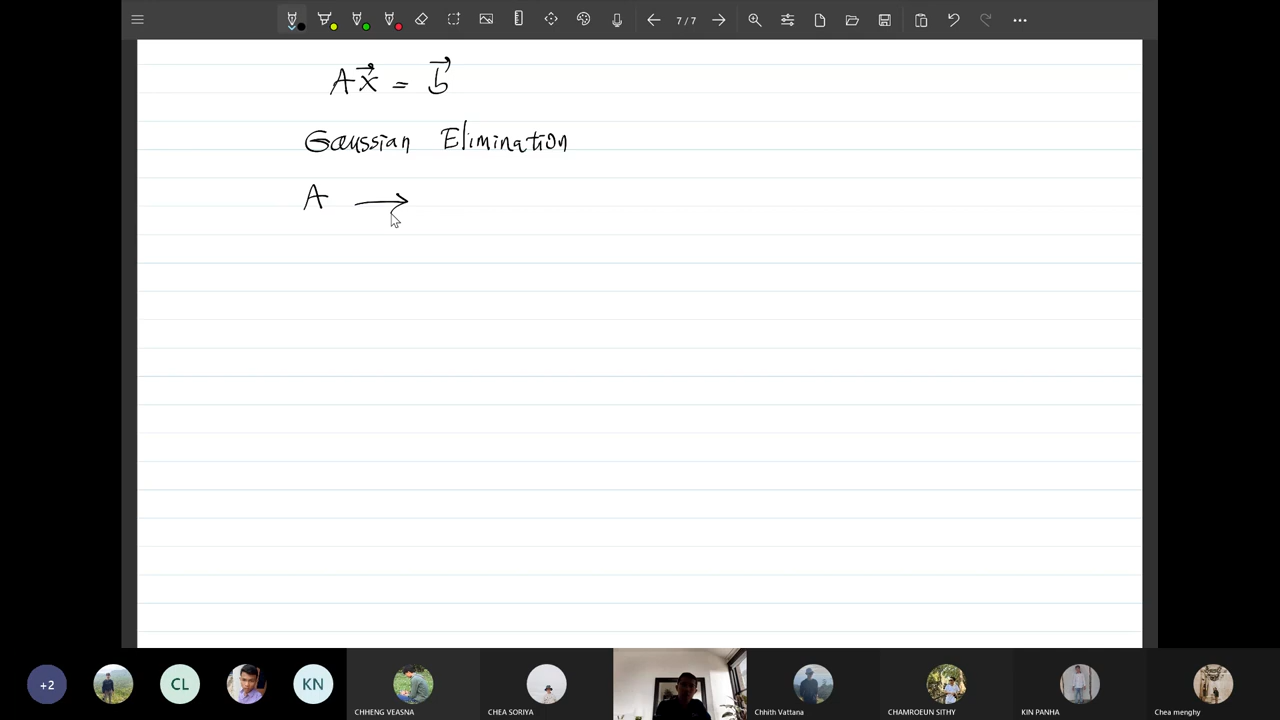 7/7
A x⃗ = b⃗
Gaussian Elimination
A →
+2
CL
KN
CHHENG VEASNA
CHEA SORIYA
Chhith Vattana
CHAMROEUN SITHY
KIN PANHA
Chea menghy